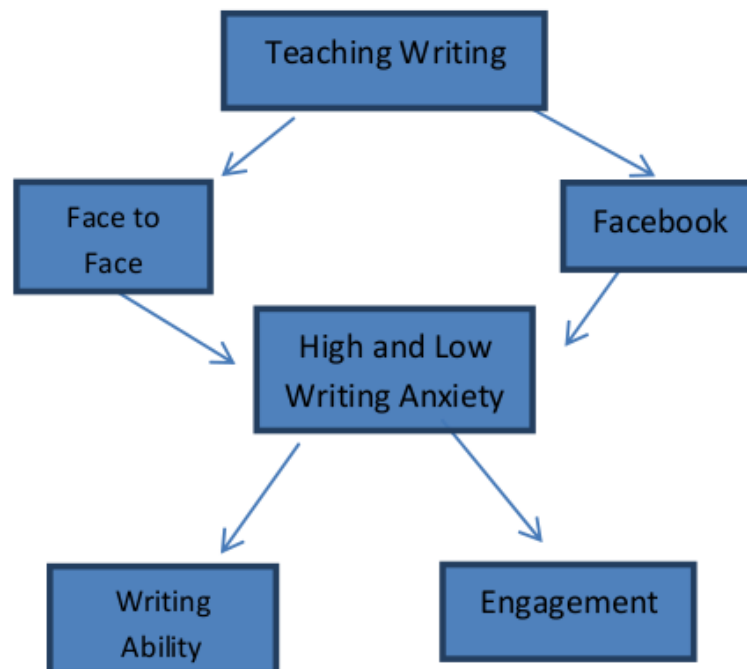 Teaching Writing
Face to
Face
Facebook
High and Low
Writing Anxiety
Writing
Ability
Engagement